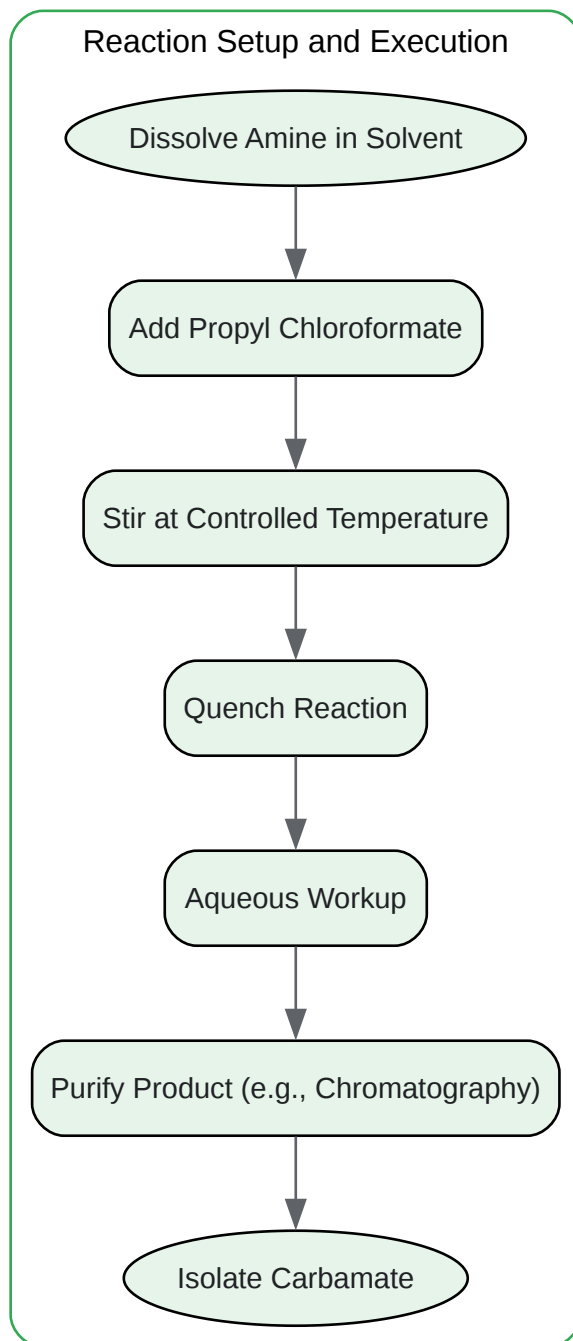 Reaction Setup and Execution
Dissolve Amine in Solvent
Add Propyl Chloroformate
Stir at Controlled Temperature
Quench Reaction
Aqueous Workup
Purify Product (e.g., Chromatography)
Isolate Carbamate